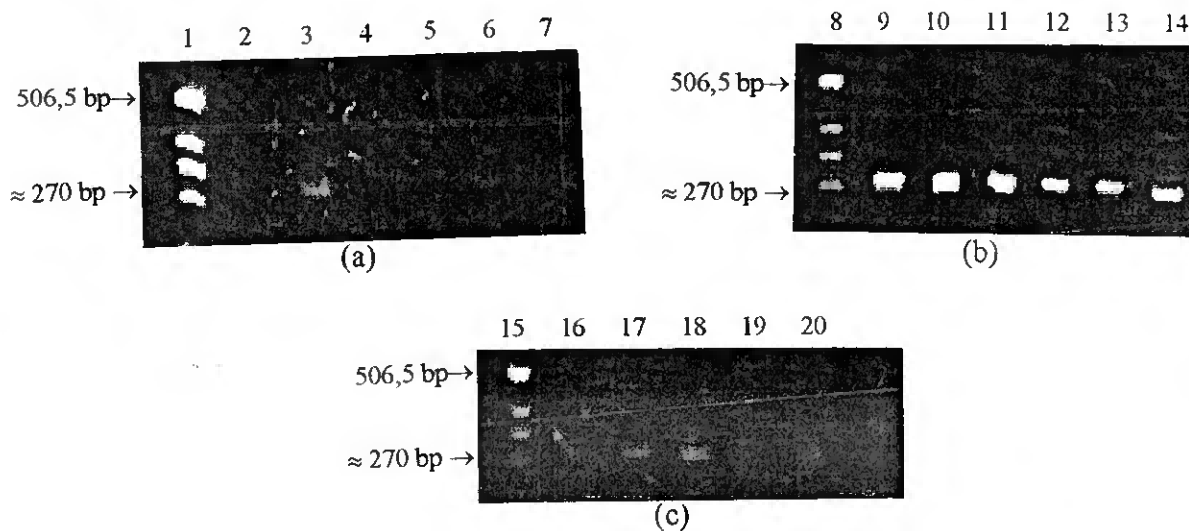 1 2 3 4 5 6 7
506,5 bp→
≈ 270 bp →
(a)
8 9 10 11 12 13 14
506,5 bp→
≈ 270 bp →
(b)
15 16 17 18 19 20
506,5 bp→
≈ 270 bp →
(c)